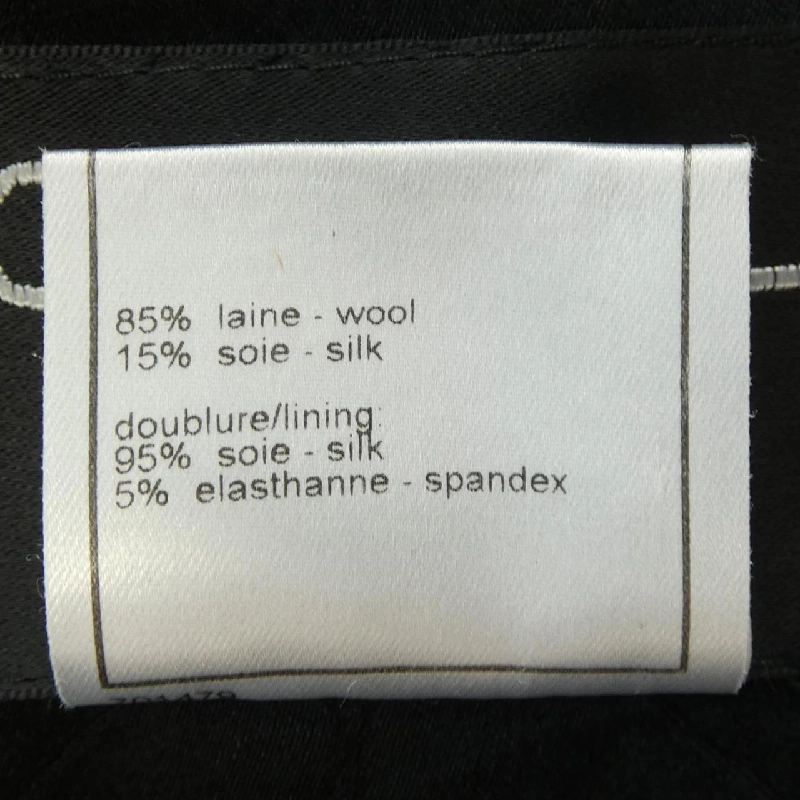 85% laine - wool
15% soie - silk
doublure/lining:
95% soie - silk
5% elasthanne - spandex